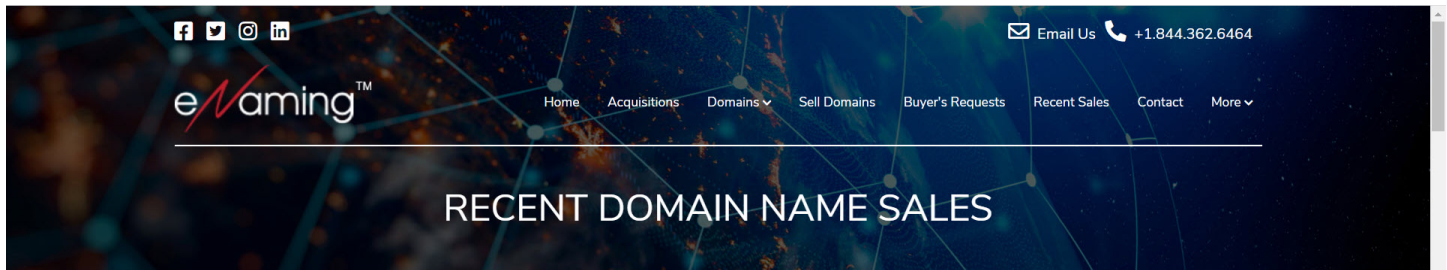 Email Us +1.844.362.6464
eNaming™
Home Acquisitions Domains Sell Domains Buyer's Requests Recent Sales Contact More
RECENT DOMAIN NAME SALES